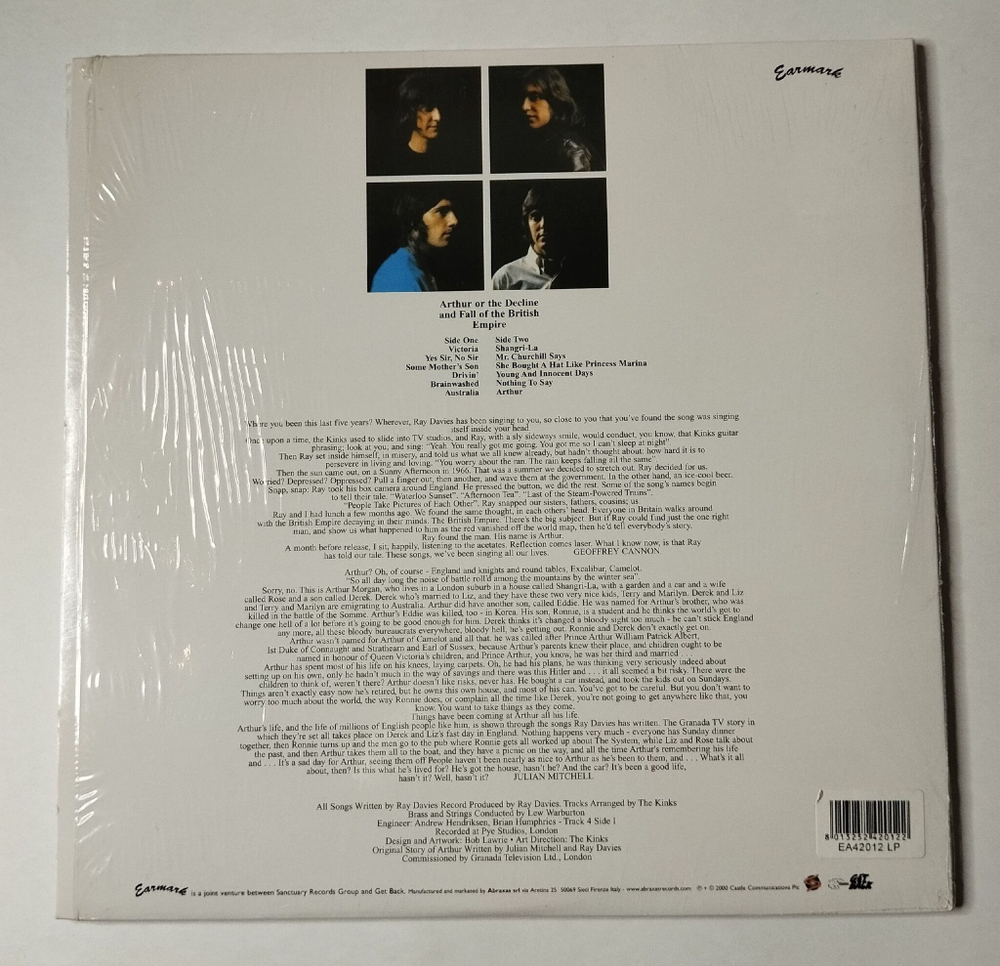 Earmark
Arthur or the Decline
and Fall of the British
Empire
Side One Side Two
Victoria Shangri-La
Yes Sir, No Sir Mr. Churchill Says
Some Mother's Son She Bought A Hat Like Princess Marina
Drivin' Young And Innocent Days
Brainwashed Nothing To Say
Australia Arthur
Where you been this last five years? Wherever, Ray Davies has been singing to you, so close to you that you've found the song was singing
itself inside your head.
Once upon a time, the Kinks used to slide into TV studios, and Ray, with a sly sideways smile, would conduct, you know, that Kinks guitar
phrasing; look at you, and sing: "Yeah. You really got me going. You got me so I can't sleep at night"
Then Ray set inside himself, in misery, and told us what we all knew already, but hadn't thought about: how hard it is to
persevere in living and loving. "You worry about the ran. The rain keeps falling all the same".
Then the sun came out, on a Sunny Afternoon in 1966. That was a summer we decided to stretch out. Ray decided for us.
Worried? Depressed? Oppressed? Pull a finger out, then another, and wave them at the government. In the other hand, an ice-cool beer.
Snap, snap: Ray took his box camera around England. He pressed the button, we did the rest. Some of the song's names begin
to tell their tale. "Waterloo Sunset". "Afternoon Tea". "Last of the Steam-Powered Trains".
"People Take Pictures of Each Other". Ray snapped our sisters, fathers, cousins; us.
Ray and I had lunch a few months ago. We found the same thought, in each others' head. Everyone in Britain walks around
with the British Empire decaying in their minds. The British Empire. There's the big subject. But if Ray could find just the one right
man, and show us what happened to him as the red vanished off the world map, then he'd tell everybody's story.
Ray found the man. His name is Arthur.
A month before release, I sit, happily, listening to the acetates. Reflection comes laser. What I know now, is that Ray
has told our tale. These songs, we've been singing all our lives. GEOFFREY CANNON
Arthur? Oh, of course - England and knights and round tables, Excalibur, Camelot.
"So all day long the noise of battle roll'd among the mountains by the winter sea".
Sorry, no. This is Arthur Morgan, who lives in a London suburb in a house called Shangri-La, with a garden and a car and a wife
called Rose and a son called Derek. Derek who's married to Liz, and they have these two very nice kids, Terry and Marilyn. Derek and Liz
and Terry and Marilyn are emigrating to Australia. Arthur did have another son, called Eddie. He was named for Arthur's brother, who was
killed in the battle of the Somme. Arthur's Eddie was killed, too - in Korea. His son, Ronnie, is a student and he thinks the world's got to
change one hell of a lot before it's going to be good enough for him. Derek thinks it's changed a bloody sight too much - he can't stick England
any more, all these bloody bureaucrats everywhere, bloody hell, he's getting out. Ronnie and Derek don't exactly get on.
Arthur wasn't named for Arthur of Camelot and all that. he was called after Prince Arthur William Patrick Albert,
1st Duke of Connaught and Strathearn and Earl of Sussex, because Arthur's parents knew their place, and children ought to be
named in honour of Queen Victoria's children, and Prince Arthur, you know, he was her third and married . . .
Arthur has spent most of his life on his knees, laying carpets. Oh, he had his plans, he was thinking very seriously indeed about
setting up on his own, only he hadn't much in the way of savings and there was this Hitler and . . . it all seemed a bit risky. There were the
children to think of, weren't there? Arthur doesn't like risks, never has. He bought a car instead, and took the kids out on Sundays.
Things aren't exactly easy now he's retired, but he owns this own house, and most of his can. You've got to be careful. But you don't want to
worry too much about the world, the way Ronnie does, or complain all the time like Derek, you're not going to get anywhere like that, you
know. You want to take things as they come.
Things have been coming at Arthur all his life.
Arthur's life, and the life of millions of English people like him, is shown through the songs Ray Davies has written. The Granada TV story in
which they're set all takes place on Derek and Liz's fast day in England. Nothing happens very much - everyone has Sunday dinner
together, then Ronnie turns up and the men go to the pub where Ronnie gets all worked up about The System, while Liz and Rose talk about
the past, and then Arthur takes them all to the boat, and they have a picnic on the way, and all the time Arthur's remembering his life
and . . . It's a sad day for Arthur, seeing them off People haven't been nearly as nice to Arthur as he's been to them, and . . . What's it all
about, then? Is this what he's lived for? He's got the house, hasn't he? And the car? It's been a good life,
hasn't it? Well, hasn't it? JULIAN MITCHELL
All Songs Written by Ray Davies Record Produced by Ray Davies. Tracks Arranged by The Kinks
Brass and Strings Conducted by Lew Warburton
Engineer: Andrew Hendriksen, Brian Humphries - Track 4 Side 1
Recorded at Pye Studios, London
Design and Artwork: Bob Lawrie • Art Direction: The Kinks
Original Story of Arthur Written by Julian Mitchell and Ray Davies
Commissioned by Granada Television Ltd., London
8 013252 420122
EA42012 LP
Earmark is a joint venture between Sanctuary Records Group and Get Back. Manufactured and marketed by Abraxas srl via Aretina 25 50069 Sieci Firenze Italy - www.abraxasrecords.com ℗ + © 2000 Castle Communications Plc
GET BACK